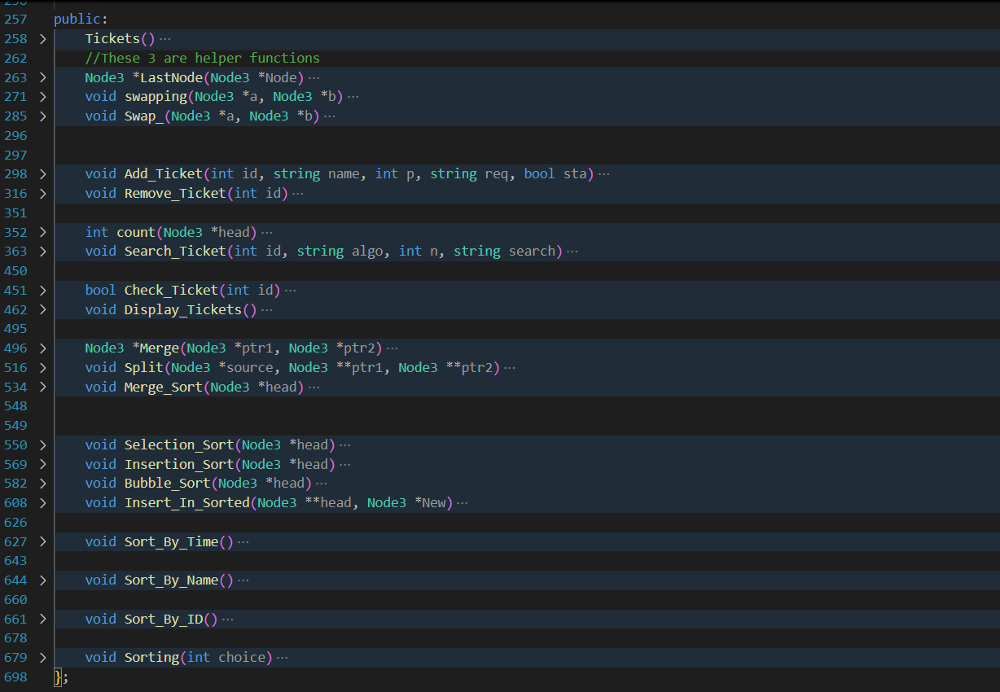 257 public:
258 > Tickets() ···
262 //These 3 are helper functions
263 > Node3 *LastNode(Node3 *Node) ···
271 > void swapping(Node3 *a, Node3 *b) ···
285 > void Swap_(Node3 *a, Node3 *b) ···
296
297
298 > void Add_Ticket(int id, string name, int p, string req, bool sta) ···
316 > void Remove_Ticket(int id) ···
351
352 > int count(Node3 *head) ···
363 > void Search_Ticket(int id, string algo, int n, string search) ···
450
451 > bool Check_Ticket(int id) ···
462 > void Display_Tickets() ···
495
496 > Node3 *Merge(Node3 *ptr1, Node3 *ptr2) ···
516 > void Split(Node3 *source, Node3 **ptr1, Node3 **ptr2) ···
534 > void Merge_Sort(Node3 *head) ···
548
549
550 > void Selection_Sort(Node3 *head) ···
569 > void Insertion_Sort(Node3 *head) ···
582 > void Bubble_Sort(Node3 *head) ···
608 > void Insert_In_Sorted(Node3 **head, Node3 *New) ···
626
627 > void Sort_By_Time() ···
643
644 > void Sort_By_Name() ···
660
661 > void Sort_By_ID() ···
678
679 > void Sorting(int choice) ···
698 };